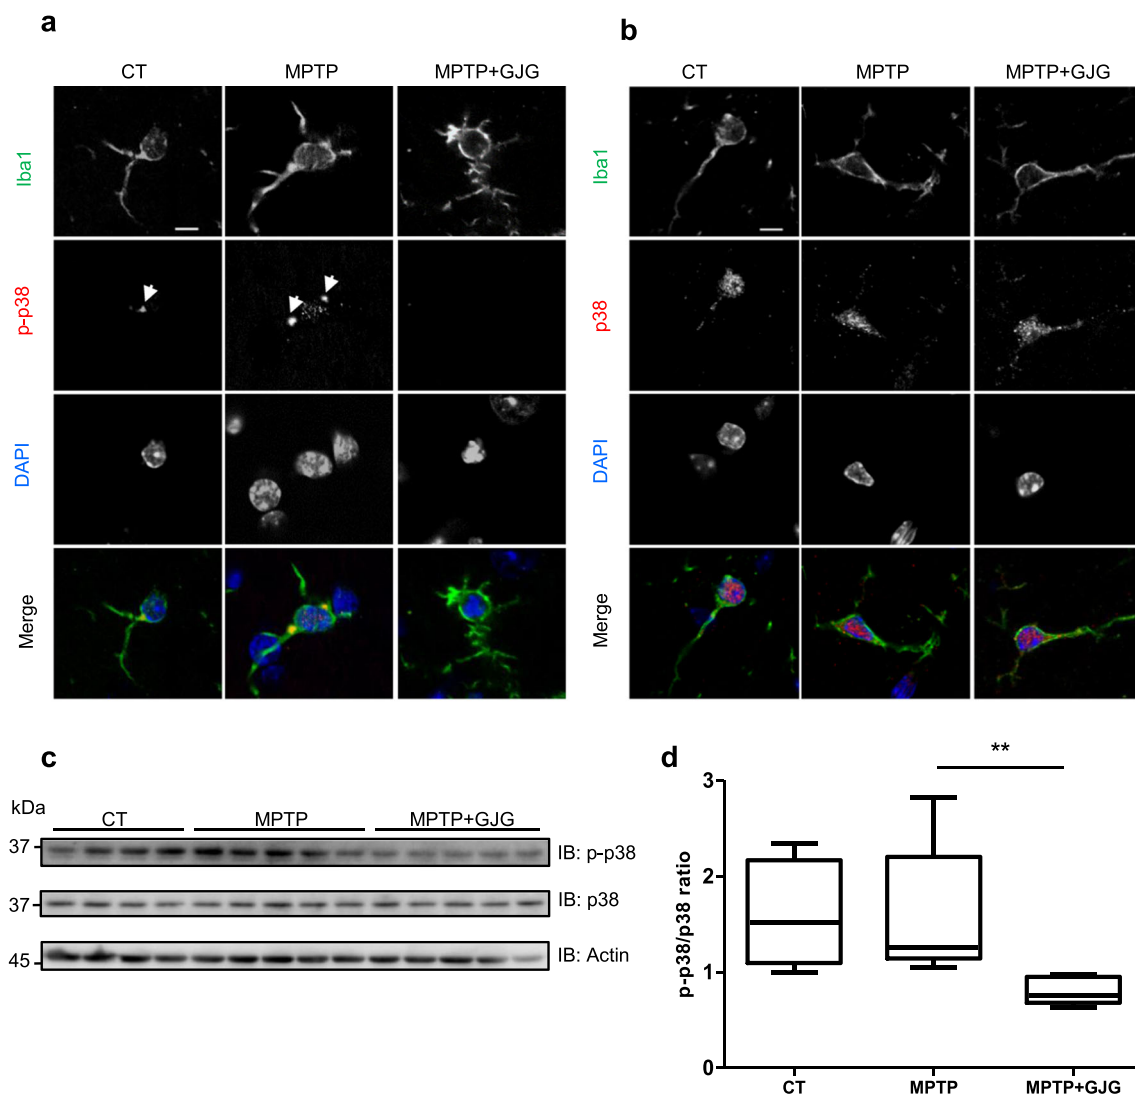 a
CT MPTP MPTP+GJG
Iba1
p-p38
DAPI
Merge
b
CT MPTP MPTP+GJG
Iba1
p38
DAPI
Merge
c
kDa
CT MPTP MPTP+GJG
37 IB: p-p38
37 IB: p38
45 IB: Actin
d
**
p-p38/p38 ratio
3
2
1
0
CT MPTP MPTP+GJG